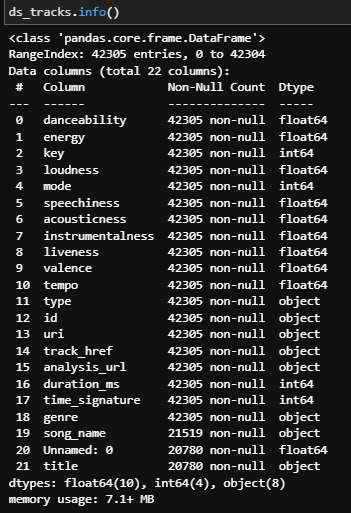 ds_tracks.info()
<class 'pandas.core.frame.DataFrame'>
RangeIndex: 42305 entries, 0 to 42304
Data columns (total 22 columns):
 #   Column            Non-Null Count  Dtype
---  ------            --------------  -----
 0   danceability      42305 non-null  float64
 1   energy            42305 non-null  float64
 2   key               42305 non-null  int64
 3   loudness          42305 non-null  float64
 4   mode              42305 non-null  int64
 5   speechiness       42305 non-null  float64
 6   acousticness      42305 non-null  float64
 7   instrumentalness  42305 non-null  float64
 8   liveness          42305 non-null  float64
 9   valence           42305 non-null  float64
 10  tempo             42305 non-null  float64
 11  type              42305 non-null  object
 12  id                42305 non-null  object
 13  uri               42305 non-null  object
 14  track_href        42305 non-null  object
 15  analysis_url      42305 non-null  object
 16  duration_ms       42305 non-null  int64
 17  time_signature    42305 non-null  int64
 18  genre             42305 non-null  object
 19  song_name         21519 non-null  object
 20  Unnamed: 0        20780 non-null  float64
 21  title             20780 non-null  object
dtypes: float64(10), int64(4), object(8)
memory usage: 7.1+ MB